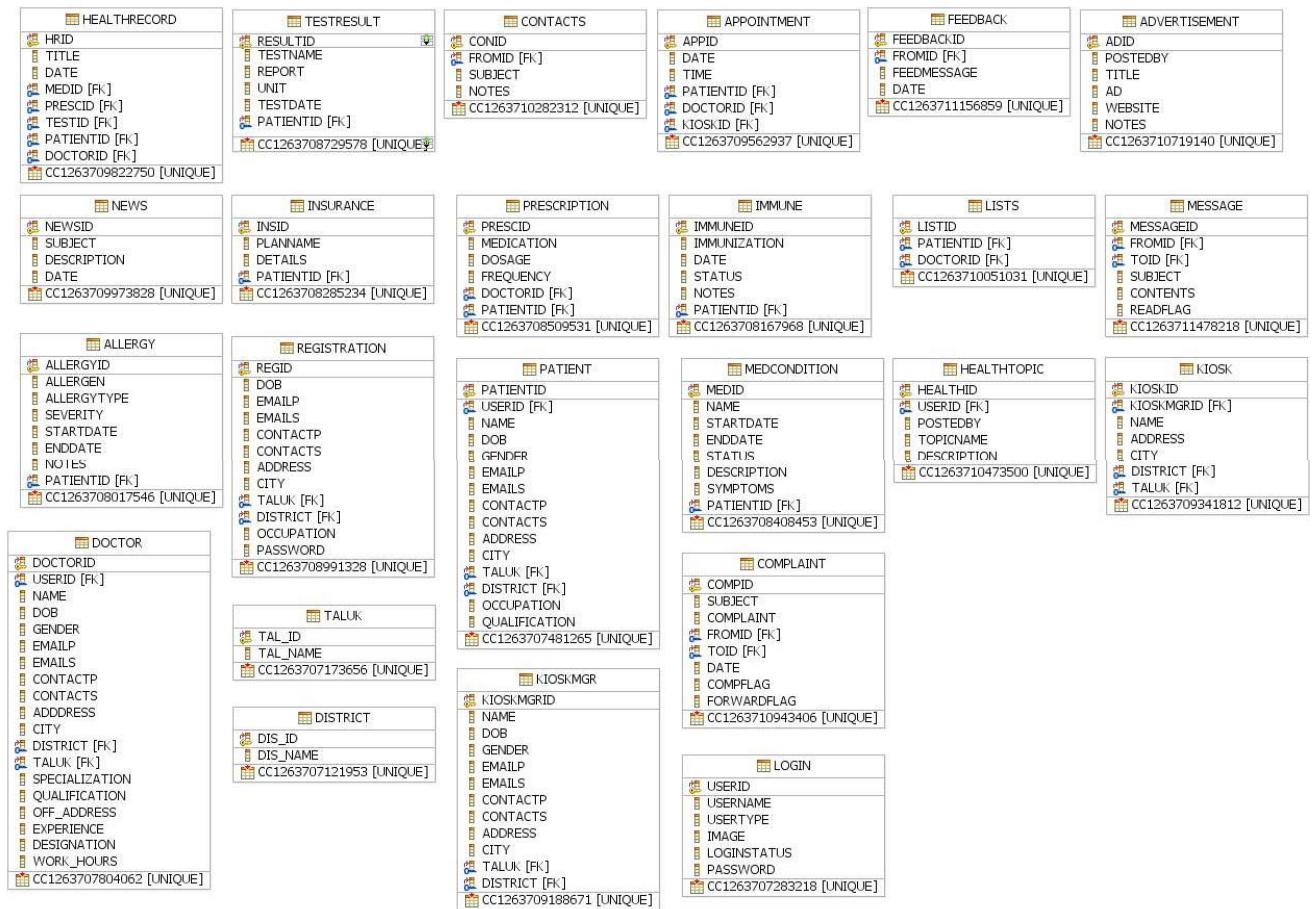 HEALTHRECORD
HRID
TITLE
DATE
MEDID [FK]
PRESCID [FK]
TESTID [FK]
PATIENTID [FK]
DOCTORID [FK]
CC1263709822750 [UNIQUE]
TESTRESULT
RESULTID
TESTNAME
REPORT
UNIT
TESTDATE
PATIENTID [FK]
CC1263708729578 [UNIQUE]
CONTACTS
CONID
FROMID [FK]
SUBJECT
NOTES
CC1263710282312 [UNIQUE]
APPOINTMENT
APPID
DATE
TIME
PATIENTID [FK]
DOCTORID [FK]
KIOSKID [FK]
CC1263709562937 [UNIQUE]
FEEDBACK
FEEDBACKID
FROMID [FK]
FEEDMESSAGE
DATE
CC1263711156859 [UNIQUE]
ADVERTISEMENT
ADID
POSTEDBY
TITLE
AD
WEBSITE
NOTES
CC1263710719140 [UNIQUE]
NEWS
NEWSID
SUBJECT
DESCRIPTION
DATE
CC1263709973828 [UNIQUE]
INSURANCE
INSID
PLANNAME
DETAILS
PATIENTID [FK]
CC1263708285234 [UNIQUE]
PRESCRIPTION
PRESCID
MEDICATION
DOSAGE
FREQUENCY
DOCTORID [FK]
PATIENTID [FK]
CC1263708509531 [UNIQUE]
IMMUNE
IMMUNEID
IMMUNIZATION
DATE
STATUS
NOTES
PATIENTID [FK]
CC1263708167968 [UNIQUE]
LISTS
LISTID
PATIENTID [FK]
DOCTORID [FK]
CC1263710051031 [UNIQUE]
MESSAGE
MESSAGEID
FROMID [FK]
TOID [FK]
SUBJECT
CONTENTS
READFLAG
CC1263711478218 [UNIQUE]
ALLERGY
ALLERGYID
ALLERGEN
ALLERGYTYPE
SEVERITY
STARTDATE
ENDDATE
NOTES
PATIENTID [FK]
CC1263708017546 [UNIQUE]
REGISTRATION
REGID
DOB
EMAILP
EMAILS
CONTACTP
CONTACTS
ADDRESS
CITY
TALUK [FK]
DISTRICT [FK]
OCCUPATION
PASSWORD
CC1263708991328 [UNIQUE]
PATIENT
PATIENTID
USERID [FK]
NAME
DOB
GENDER
EMAILP
EMAILS
CONTACTP
CONTACTS
ADDRESS
CITY
TALUK [FK]
DISTRICT [FK]
OCCUPATION
QUALIFICATION
CC1263707481265 [UNIQUE]
MEDCONDITION
MEDID
NAME
STARTDATE
ENDDATE
STATUS
DESCRIPTION
SYMPTOMS
PATIENTID [FK]
CC1263708408453 [UNIQUE]
HEALTHTOPIC
HEALTHID
USERID [FK]
POSTEDBY
TOPICNAME
DESCRIPTION
CC1263710473500 [UNIQUE]
KIOSK
KIOSKID
KIOSKMGRID [FK]
NAME
ADDRESS
CITY
DISTRICT [FK]
TALUK [FK]
CC1263709341812 [UNIQUE]
DOCTOR
DOCTORID
USERID [FK]
NAME
DOB
GENDER
EMAILP
EMAILS
CONTACTP
CONTACTS
ADDDRESS
CITY
DISTRICT [FK]
TALUK [FK]
SPECIALIZATION
QUALIFICATION
OFF_ADDRESS
EXPERIENCE
DESIGNATION
WORK_HOURS
CC1263707804062 [UNIQUE]
TALUK
TAL_ID
TAL_NAME
CC1263707173656 [UNIQUE]
DISTRICT
DIS_ID
DIS_NAME
CC1263707121953 [UNIQUE]
KIOSKMGR
KIOSKMGRID
NAME
DOB
GENDER
EMAILP
EMAILS
CONTACTP
CONTACTS
ADDRESS
CITY
TALUK [FK]
DISTRICT [FK]
CC1263709188671 [UNIQUE]
COMPLAINT
COMPID
SUBJECT
COMPLAINT
FROMID [FK]
TOID [FK]
DATE
COMPFLAG
FORWARDFLAG
CC1263710943406 [UNIQUE]
LOGIN
USERID
USERNAME
USERTYPE
IMAGE
LOGINSTATUS
PASSWORD
CC1263707283218 [UNIQUE]